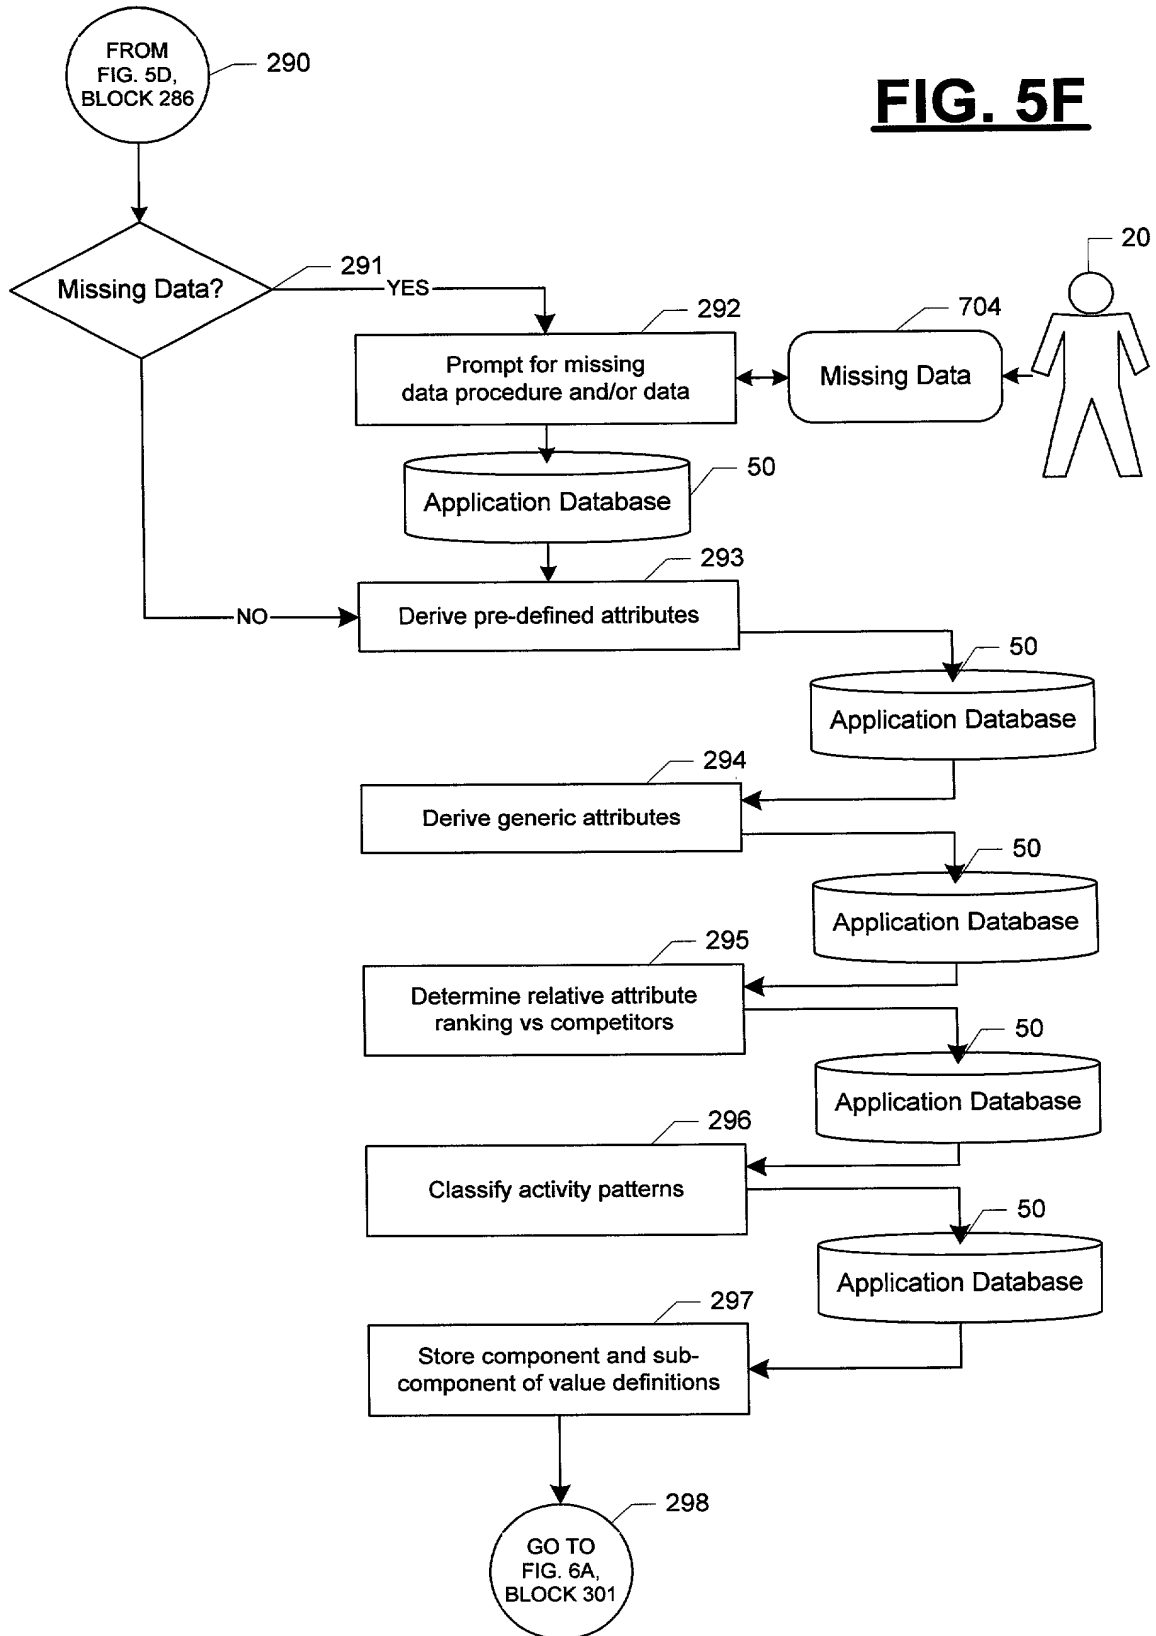 FROM
FIG. 5D,
BLOCK 286
290
FIG. 5F
Missing Data?
291
YES
292
Prompt for missing
data procedure and/or data
704
Missing Data
20
50
Application Database
293
NO
Derive pre-defined attributes
50
Application Database
294
Derive generic attributes
50
Application Database
295
Determine relative attribute
ranking vs competitors
50
Application Database
296
Classify activity patterns
50
Application Database
297
Store component and sub-
component of value definitions
298
GO TO
FIG. 6A,
BLOCK 301